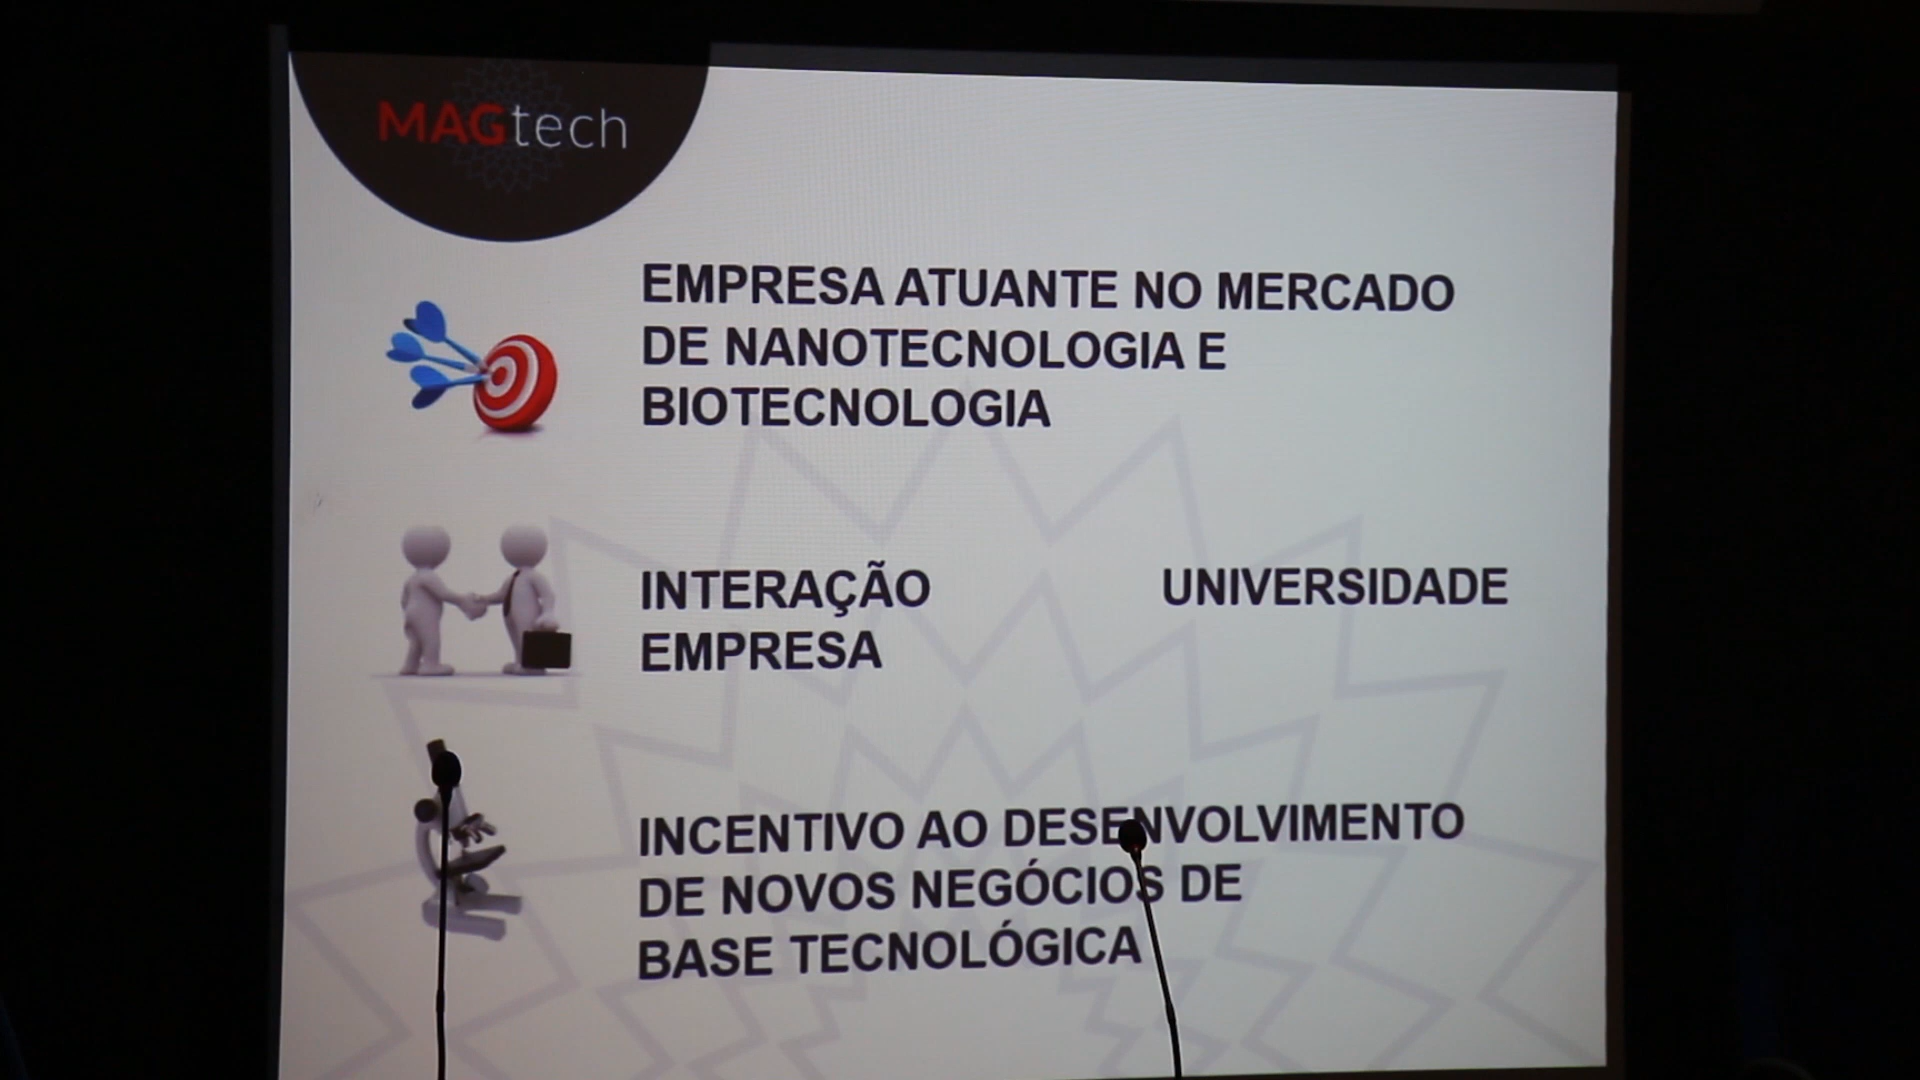 MAGtech
EMPRESA ATUANTE NO MERCADO
DE NANOTECNOLOGIA E
BIOTECNOLOGIA
INTERAÇÃO UNIVERSIDADE
EMPRESA
INCENTIVO AO DESENVOLVIMENTO
DE NOVOS NEGÓCIOS DE
BASE TECNOLÓGICA